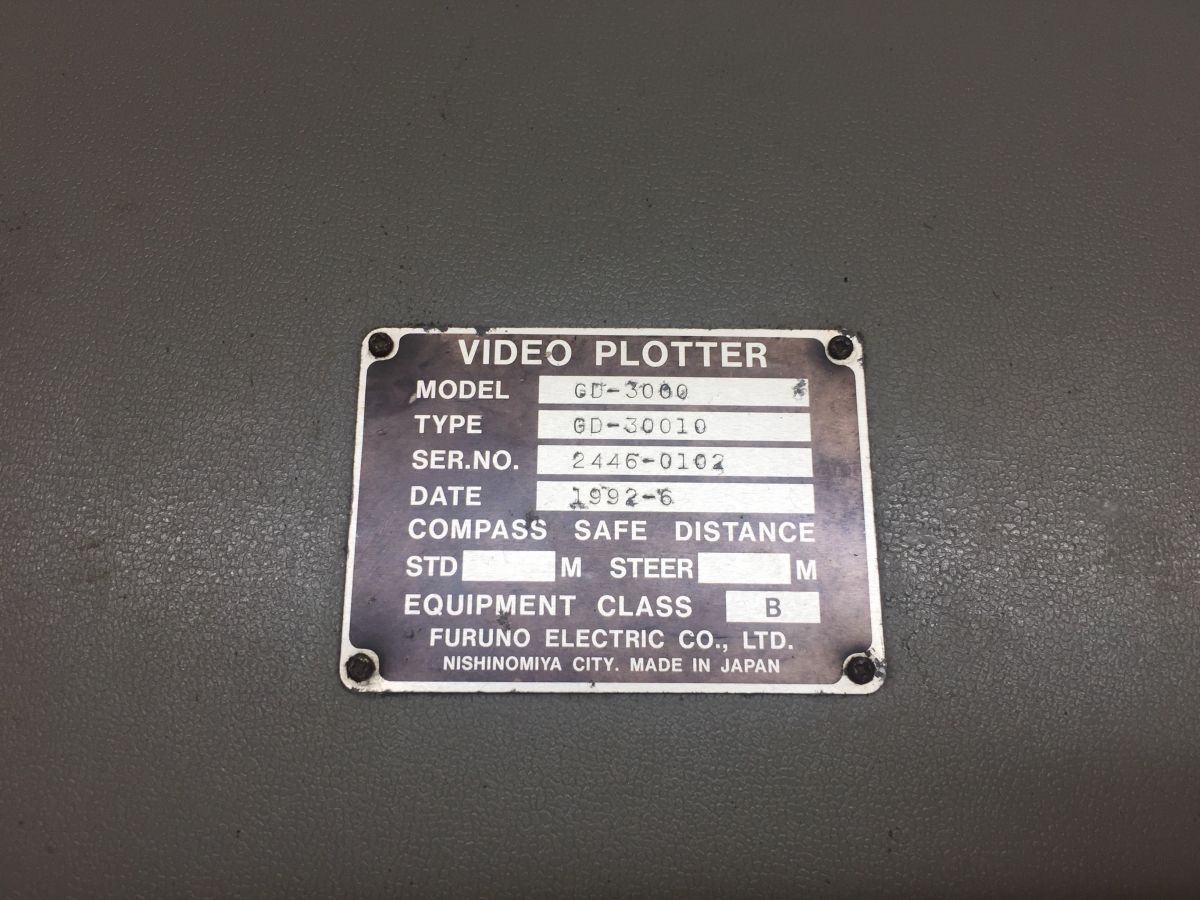 VIDEO PLOTTER
MODEL GD-3000
TYPE GD-30010
SER.NO. 2446-0102
DATE 1992-6
COMPASS SAFE DISTANCE
STD M STEER M
EQUIPMENT CLASS B
FURUNO ELECTRIC CO., LTD.
NISHINOMIYA CITY. MADE IN JAPAN